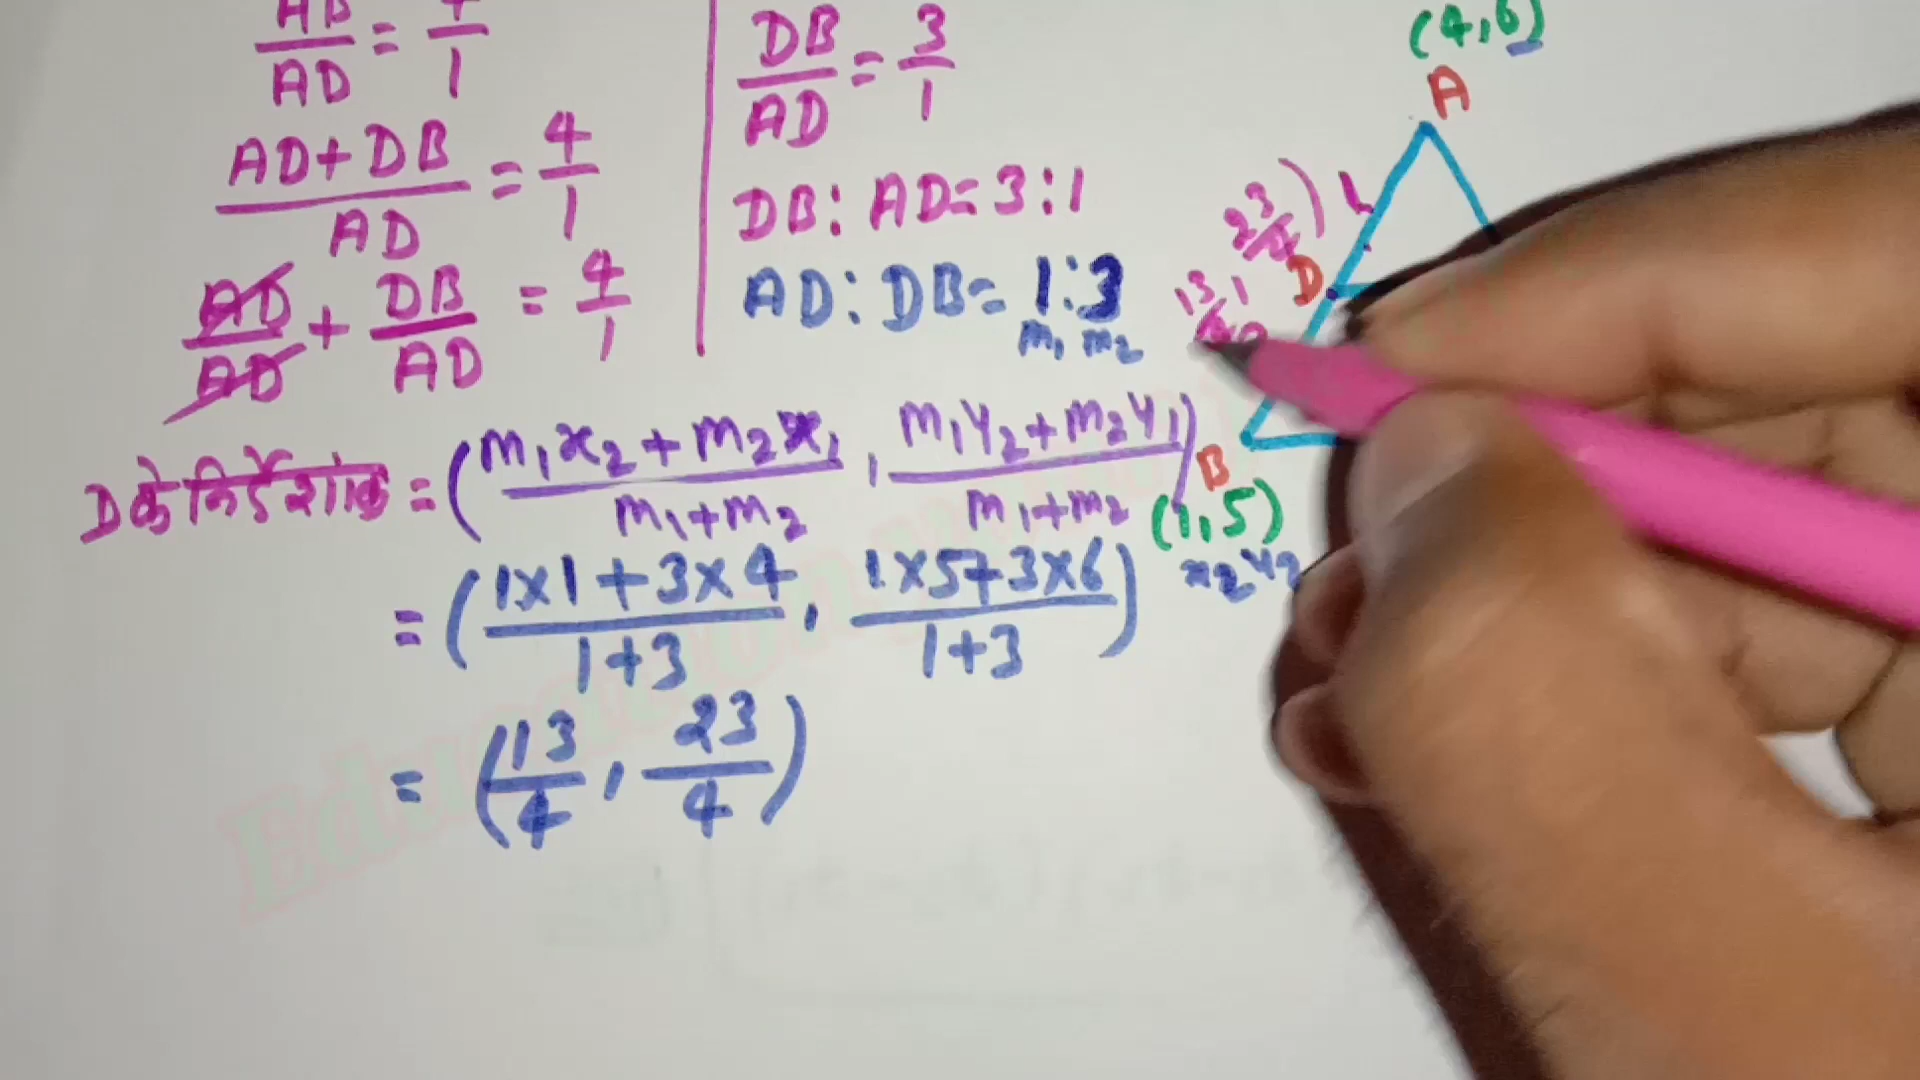 AB/AD = 4/1
(AD+DB)/AD = 4/1
AD/AD + DB/AD = 4/1
DB/AD = 3/1
DB : AD = 3 : 1
AD : DB = 1 : 3
m₁ m₂
(4,6)
A
D
B
(1,5)
x₂ y₂
D के निर्देशांक = ((m₁x₂+m₂x₁)/(m₁+m₂) , (m₁y₂+m₂y₁)/(m₁+m₂))
= ((1×1+3×4)/(1+3) , (1×5+3×6)/(1+3))
= (13/4 , 23/4)